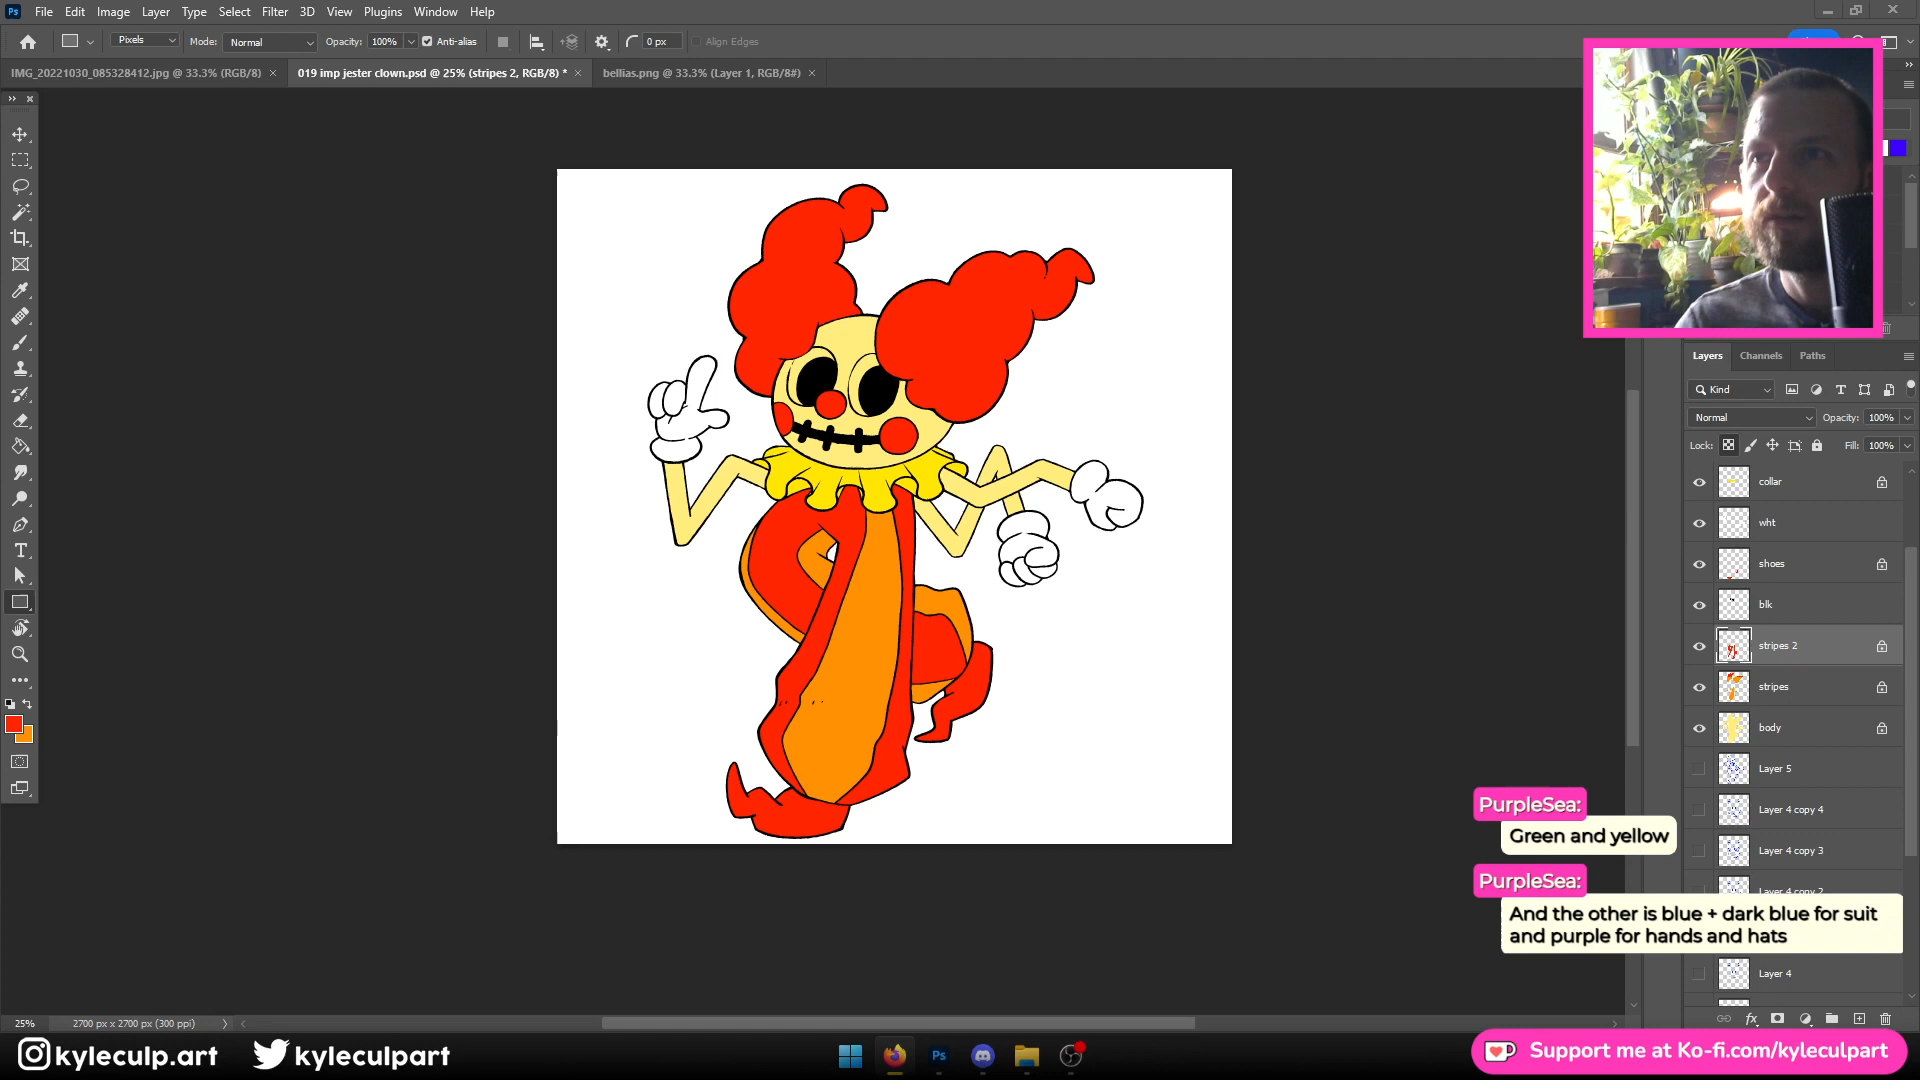 Ps File Edit Image Layer Type Select Filter 3D View Plugins Window Help
Pixels Mode: Normal Opacity: 100% Anti-alias 0 px Align Edges
IMG_20221030_085328412.jpg @ 33.3% (RGB/8) × 019 imp jester clown.psd @ 25% (stripes 2, RGB/8) * × bellias.png @ 33.3% (Layer 1, RGB/8#) ×
Layers Channels Paths
Kind
Normal Opacity: 100%
Lock: Fill: 100%
collar
wht
shoes
blk
stripes 2
stripes
body
Layer 5
Layer 4 copy 4
Layer 4 copy 3
Layer 4 copy 2
Layer 4
PurpleSea:
Green and yellow
PurpleSea:
And the other is blue + dark blue for suit
and purple for hands and hats
25% 2700 px x 2700 px (300 ppi)
kyleculp.art kyleculpart
Ps
Support me at Ko-fi.com/kyleculpart